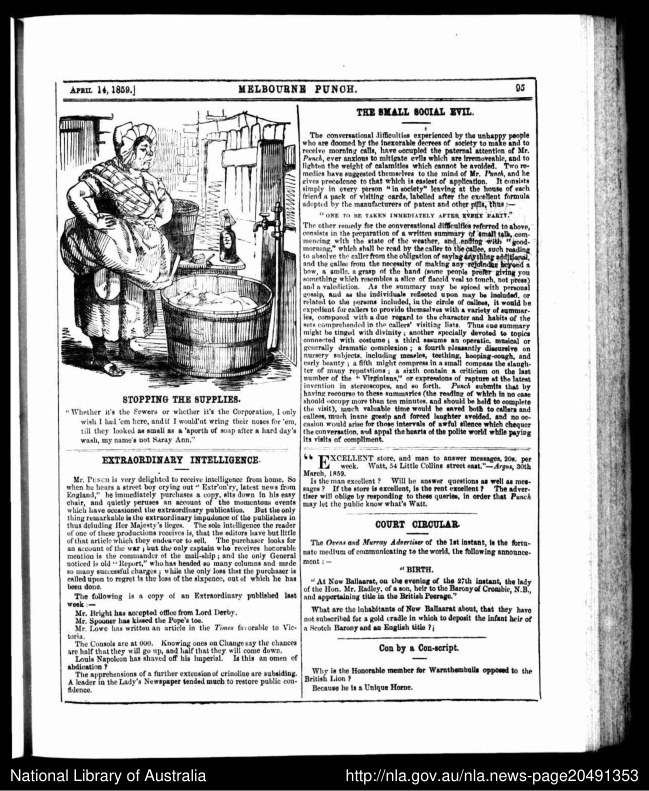 APRIL 14, 1859.]
MELBOURNE PUNCH.
95
STOPPING THE SUPPLIES.
"Whether it's the Sewers or whether it's the Corporation, I only
wish I had 'em here, and if I would'nt wring their noses for 'em,
till they looked as small as a 'aporth of soap after a hard day's
wash, my name's not Saray Ann."
EXTRAORDINARY INTELLIGENCE.
Mr. PUNCH is very delighted to receive intelligence from home. So
when he hears a street boy crying out "Extr'on'ry, latest news from
England," he immediately purchases a copy, sits down in his easy
chair, and quietly peruses an account of the momentous events
which have occasioned the extraordinary publication. But the only
thing remarkable is the extraordinary impudence of the publishers in
thus deluding Her Majesty's lieges. The sole intelligence the reader
of one of these productions receives is, that the editors have but little
of that article which they endeavor to sell. The purchaser looks for
an account of the war; but the only captain who receives honorable
mention is the commander of the mail-ship; and the only General
noticed is old "Report," who has headed so many columns and made
so many successful charges; while the only loss that the purchaser is
called upon to regret is the loss of the sixpence, out of which he has
been done.
The following is a copy of an Extraordinary published last
week:—
Mr. Bright has accepted office from Lord Derby.
Mr. Spooner has kissed the Pope's toe.
Mr. Lowe has written an article in the Times favorable to Vic-
toria.
The Consols are at 000. Knowing ones on Change say the chances
are half that they will go up, and half that they will come down.
Louis Napoleon has shaved off his imperial. Is this an omen of
abdication?
The apprehensions of a further extension of crinoline are subsiding.
A leader in the Lady's Newspaper tended much to restore public con-
fidence.
THE SMALL SOCIAL EVIL.
The conversational difficulties experienced by the unhappy people
who are doomed by the inexorable decrees of society to make and to
receive morning calls, have occupied the paternal attention of Mr.
Punch, ever anxious to mitigate evils which are irremoveable, and to
lighten the weight of calamities which cannot be avoided. Two re-
medies have suggested themselves to the mind of Mr. Punch, and he
gives precedence to that which is easiest of application. It consists
simply in every person "in society" leaving at the house of each
friend a pack of visiting cards, labelled after the excellent formula
adopted by the manufacturers of patent and other pills, thus:—
"ONE TO BE TAKEN IMMEDIATELY AFTER EVERY PARTY."
The other remedy for the conversational difficulties referred to above,
consists in the preparation of a written summary of small talk, com-
mencing with the state of the weather, and ending with "good-
morning," which shall be read by the caller to the callee, such reading
to absolve the caller from the obligation of saying anything additional,
and the callee from the necessity of making any rejoinder beyond a
bow, a smile, a grasp of the hand (some people prefer giving you
something which resembles a slice of flaccid veal to touch, not press)
and a valediction. As the summary may be spiced with personal
gossip, and as the individuals reflected upon may be included, or
related to the persons included, in the circle of callees, it would be
expedient for callers to provide themselves with a variety of summar-
ies, composed with a due regard to the character and habits of the
sets comprehended in the callers' visiting lists. Thus one summary
might be tinged with divinity; another specially devoted to topics
connected with costume; a third assume an operatic, musical or
generally dramatic complexion; a fourth pleasantly discursive on
nursery subjects, including measles, teething, hooping-cough, and
early beauty; a fifth might compress in a small compass the slaugh-
ter of many reputations; a sixth contain a criticism on the last
number of the "Virginians," or expressions of rapture at the latest
invention in stereoscopes, and so forth. Punch submits that by
having recourse to these summaries (the reading of which in no case
should occupy more than ten minutes, and should be held to complete
the visit), much valuable time would be saved both to callers and
callees, much inane gossip and forced laughter avoided, and no oc-
casion would arise for those intervals of awful silence which chequer
the conversation, and appal the hearts of the polite world while paying
its visits of compliment.
"EXCELLENT store, and man to answer messages, 20s. per
week. Watt, 54 Little Collins street east."—Argus, 30th
March, 1859.
Is the man excellent? Will he answer questions as well as mes-
sages? If the store is excellent, is the rent excellent? The adver-
tiser will oblige by responding to these queries, in order that Punch
may let the public know what's Watt.
COURT CIRCULAR.
The Ovens and Murray Advertiser of the 1st instant, is the fortu-
nate medium of communicating to the world, the following announce-
ment:—
"BIRTH.
"At New Ballaarat, on the evening of the 27th instant, the lady
of the Hon. Mr. Radley, of a son, heir to the Barony of Crombie, N.B.,
and appertaining title in the British Peerage."
What are the inhabitants of New Ballaarat about, that they have
not subscribed for a gold cradle in which to deposit the infant heir of
a Scotch Barony and an English title?
Con by a Con-script.
Why is the Honorable member for Warnthembulls opposed to the
British Lion?
Because he is a Unique Horne.
National Library of Australia
http://nla.gov.au/nla.news-page20491353